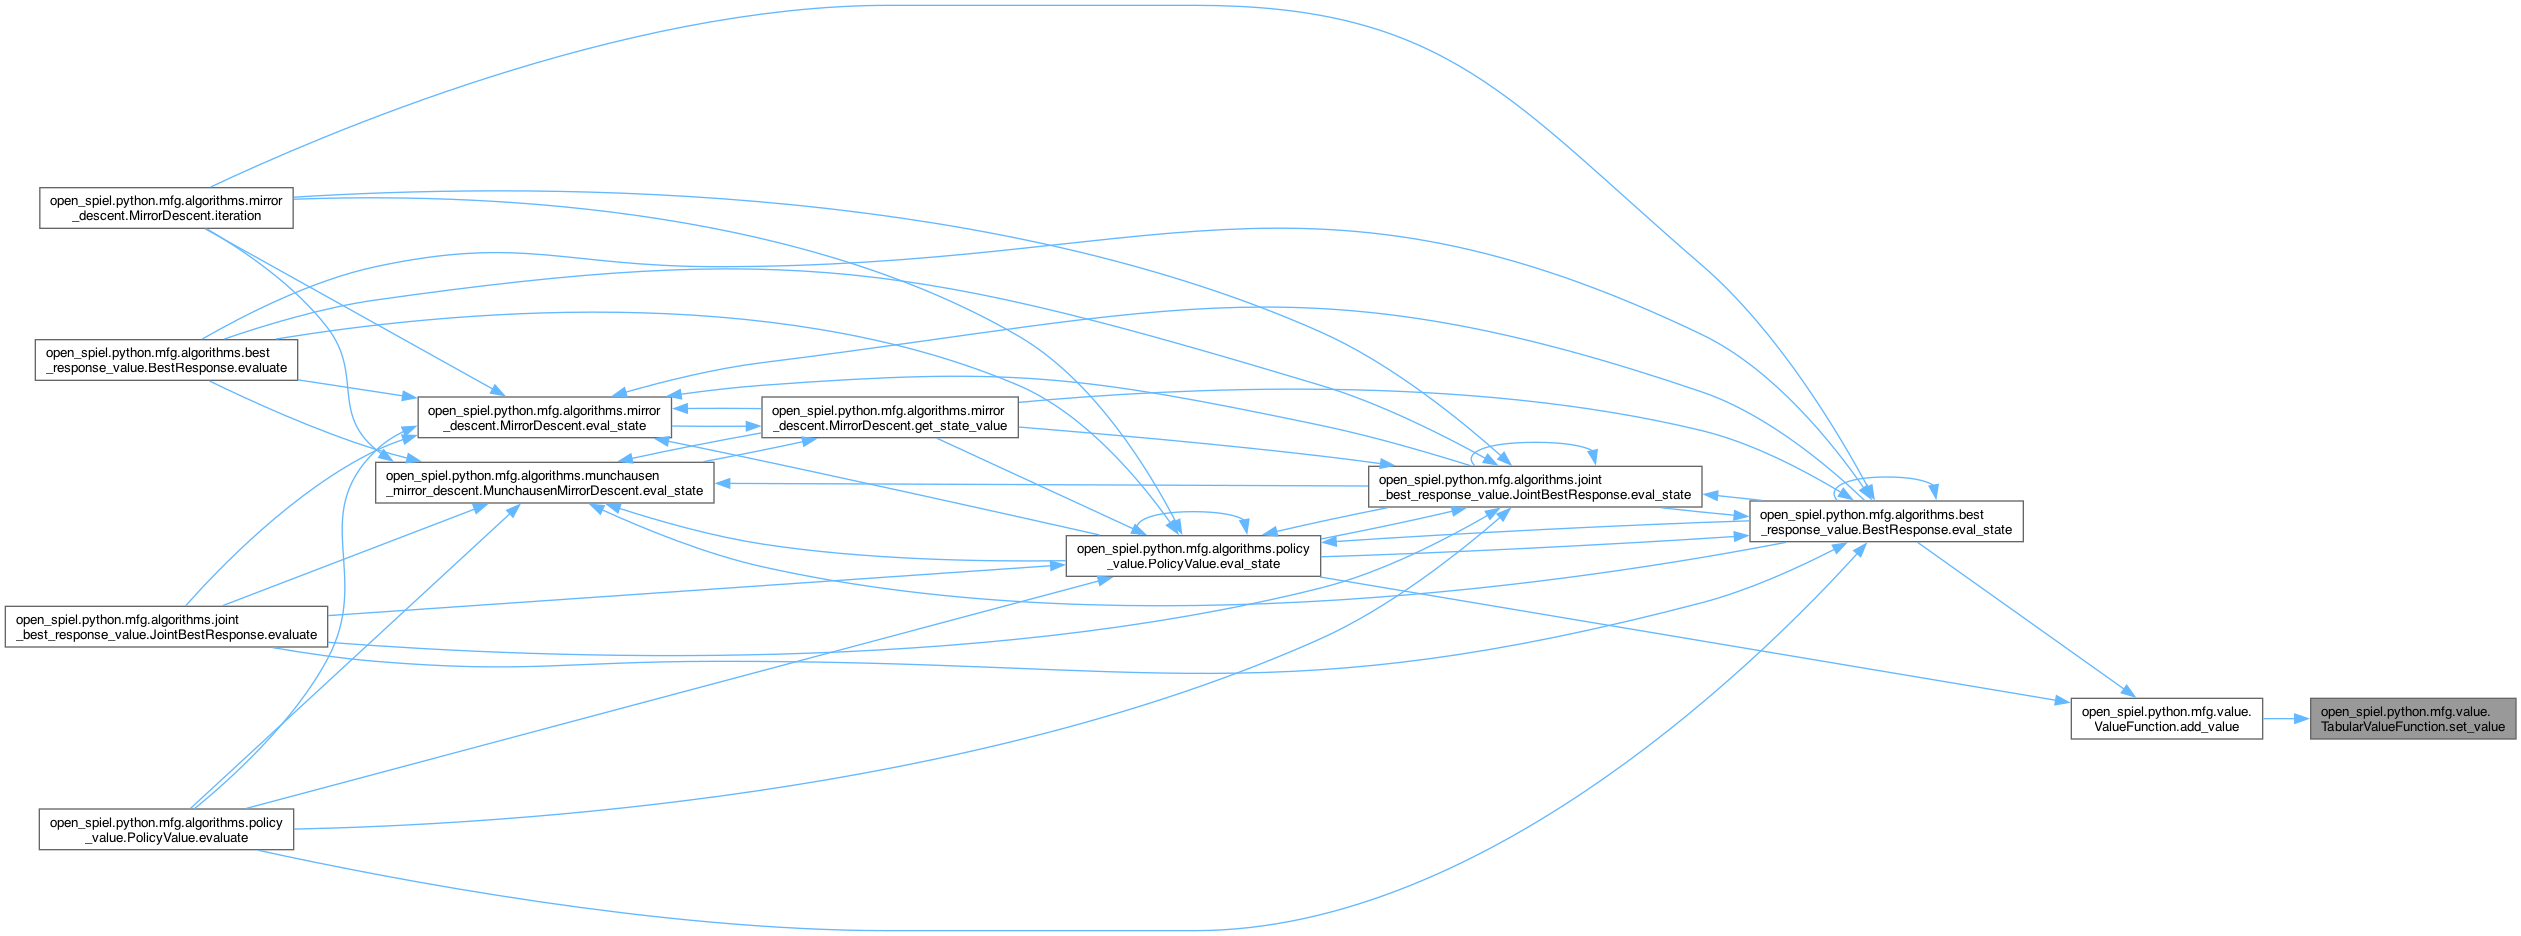 open_spiel.python.mfg.algorithms.mirror
_descent.MirrorDescent.iteration
open_spiel.python.mfg.algorithms.best
_response_value.BestResponse.evaluate
open_spiel.python.mfg.algorithms.mirror
_descent.MirrorDescent.eval_state
open_spiel.python.mfg.algorithms.mirror
_descent.MirrorDescent.get_state_value
open_spiel.python.mfg.algorithms.munchausen
_mirror_descent.MunchausenMirrorDescent.eval_state
open_spiel.python.mfg.algorithms.joint
_best_response_value.JointBestResponse.eval_state
open_spiel.python.mfg.algorithms.best
_response_value.BestResponse.eval_state
open_spiel.python.mfg.algorithms.policy
_value.PolicyValue.eval_state
open_spiel.python.mfg.algorithms.joint
_best_response_value.JointBestResponse.evaluate
open_spiel.python.mfg.value.
ValueFunction.add_value
open_spiel.python.mfg.value.
TabularValueFunction.set_value
open_spiel.python.mfg.algorithms.policy
_value.PolicyValue.evaluate